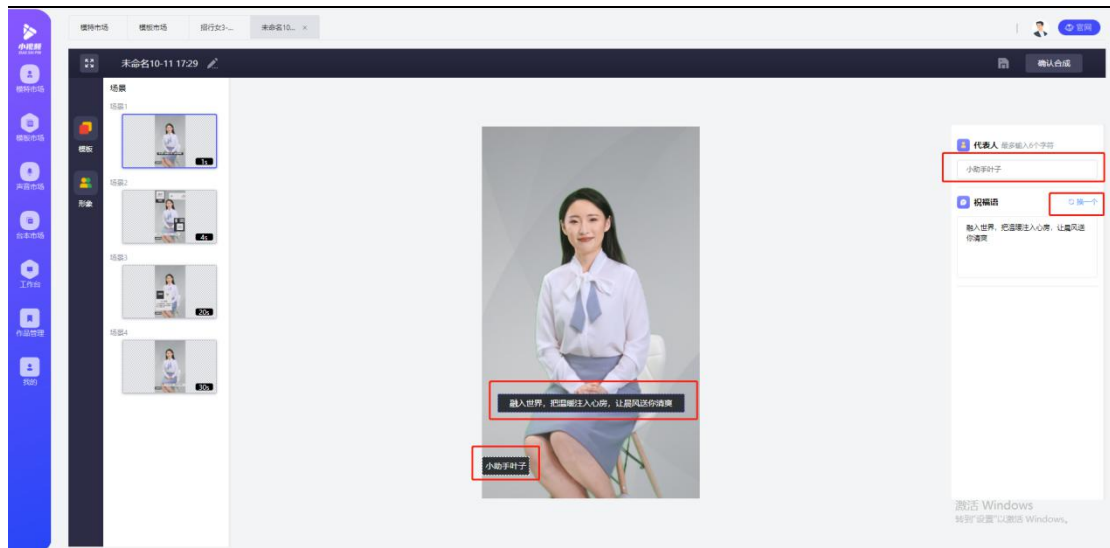 模特市场 模板市场 招行女3-... 未命名10-... ×
官网
小视频
未命名10-11 17:29
确认合成
模特市场
模板市场
声音市场
台本市场
工作台
作品管理
我的
模板
形象
场景
场景1
1s
场景2
4s
场景3
20s
场景4
30s
融入世界，把温暖注入心房，让晨风送你清爽
小助手叶子
代表人 最多输入6个字符
小助手叶子
祝福语 换一个
融入世界，把温暖注入心房，让晨风送
你清爽
激活 Windows
转到"设置"以激活 Windows。